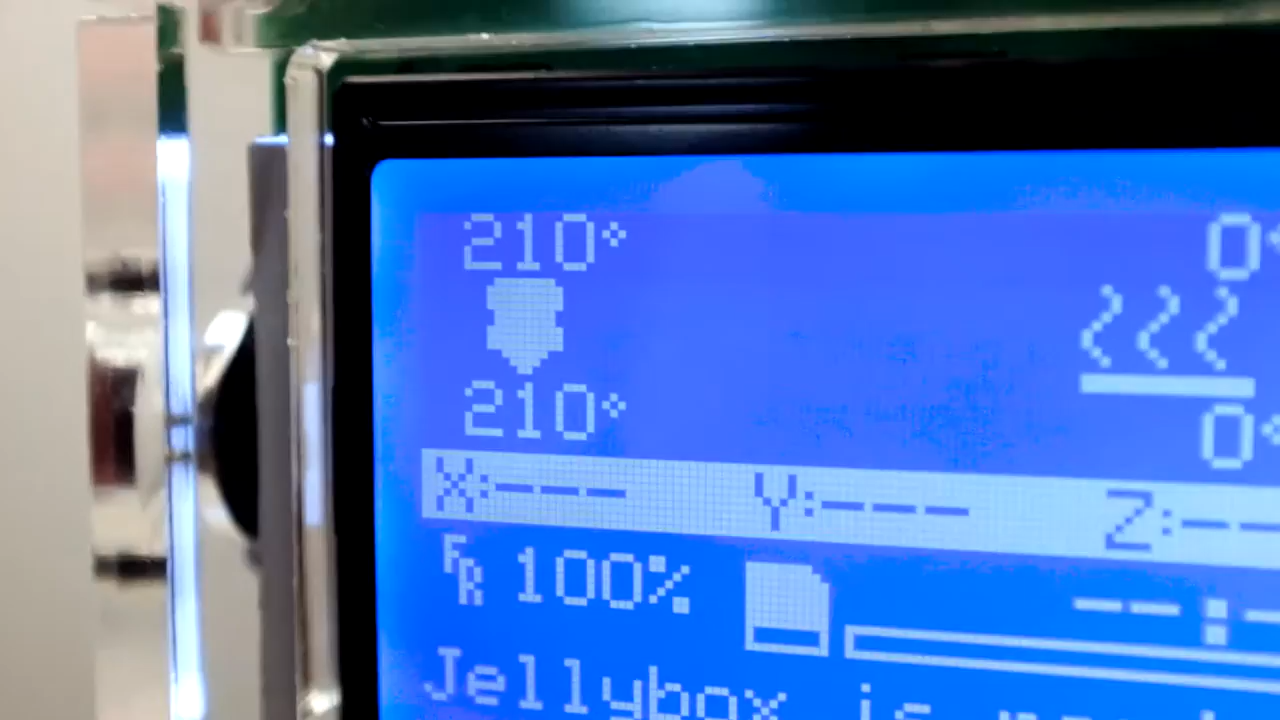 210° 0°
210° 0°
X:--- Y:--- Z:--
FR 100% --:-
Jellybox is